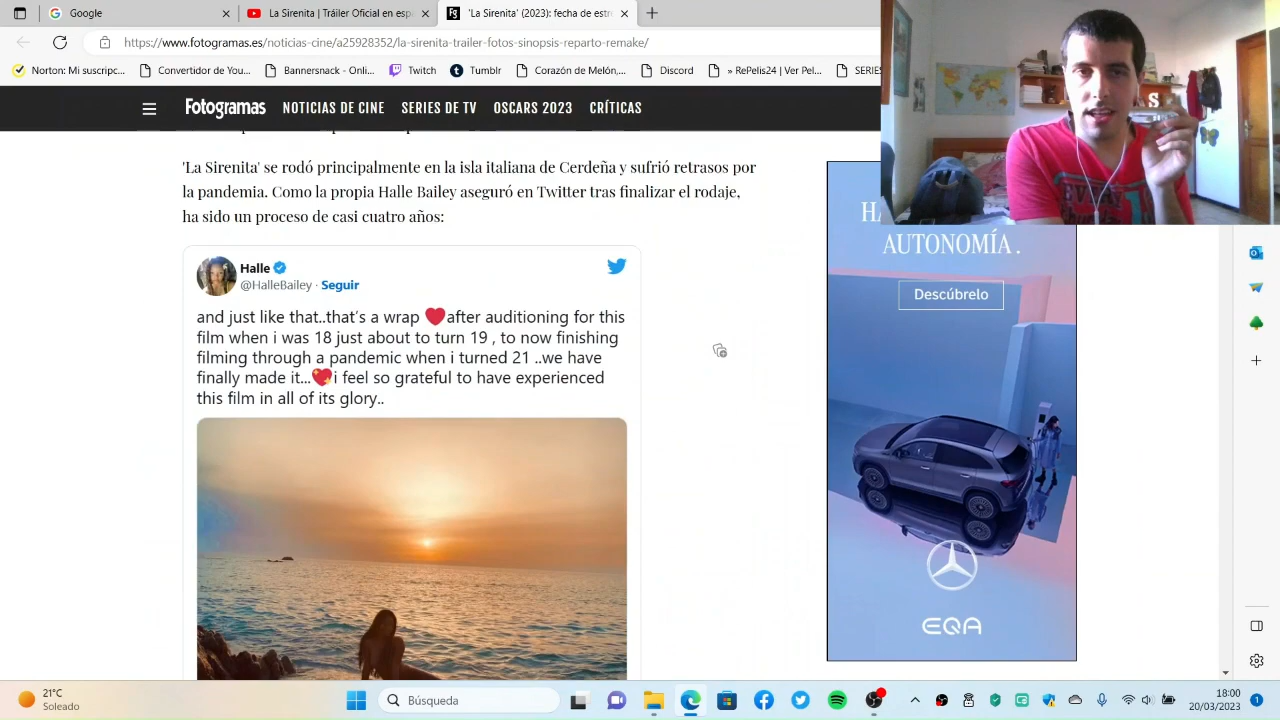 Google
La Sirenita | Tráiler Oficial en espa
Fg
'La Sirenita' (2023): fecha de estr
https://www.fotogramas.es/noticias-cine/a25928352/la-sirenita-trailer-fotos-sinopsis-reparto-remake/
Norton: Mi suscripc...
Convertidor de You...
Bannersnack • Onli...
Twitch
Tumblr
Corazón de Melón,...
Discord
» RePelis24 | Ver Pel...
SERIES
Fotogramas
NOTICIAS DE CINE
SERIES DE TV
OSCARS 2023
CRÍTICAS
'La Sirenita' se rodó principalmente en la isla italiana de Cerdeña y sufrió retrasos por
la pandemia. Como la propia Halle Bailey aseguró en Twitter tras finalizar el rodaje,
ha sido un proceso de casi cuatro años:
Halle
@HalleBailey · Seguir
and just like that..that's a wrap ❤️after auditioning for this
film when i was 18 just about to turn 19 , to now finishing
filming through a pandemic when i turned 21 ..we have
finally made it...💖i feel so grateful to have experienced
this film in all of its glory..
AUTONOMÍA .
Descúbrelo
EQA
21°C
Soleado
Búsqueda
18:00
20/03/2023
1